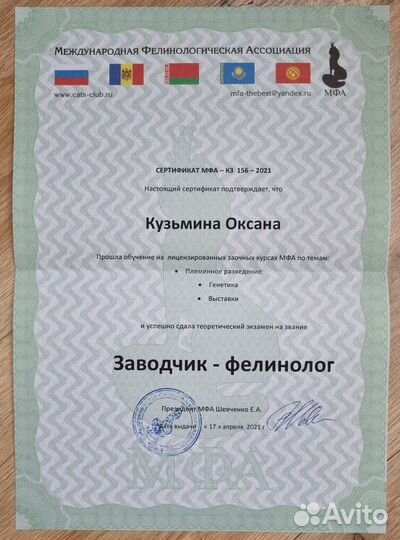 Международная Фелинологическая Ассоциация
www.cats-club.ru
mfa-thebest@yandex.ru
МФА
СЕРТИФИКАТ МФА – КЗ 156 – 2021
Настоящий сертификат подтверждает, что
Кузьмина Оксана
Прошла обучение на лицензированных заочных курсах МФА по темам:
• Племенное разведение
• Генетика
• Выставки
и успешно сдала теоретический экзамен на звание
Заводчик - фелинолог
Президент МФА Шевченко Е.А.
Дата выдачи « 17 » апреля 2021 г
МФА
Avito